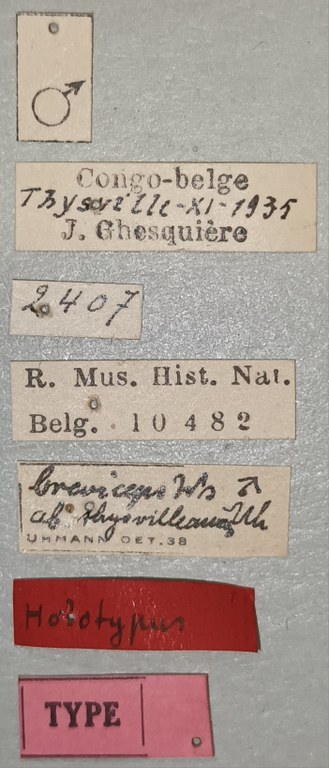 ♂
Congo-belge
Thysville-XI-1935
J. Ghesquière
2407
R. Mus. Hist. Nat.
Belg. 10482
breviceps Ws ♂
ab. thysvilleana Uh
UHMANN DET. 38
Holotypus
TYPE